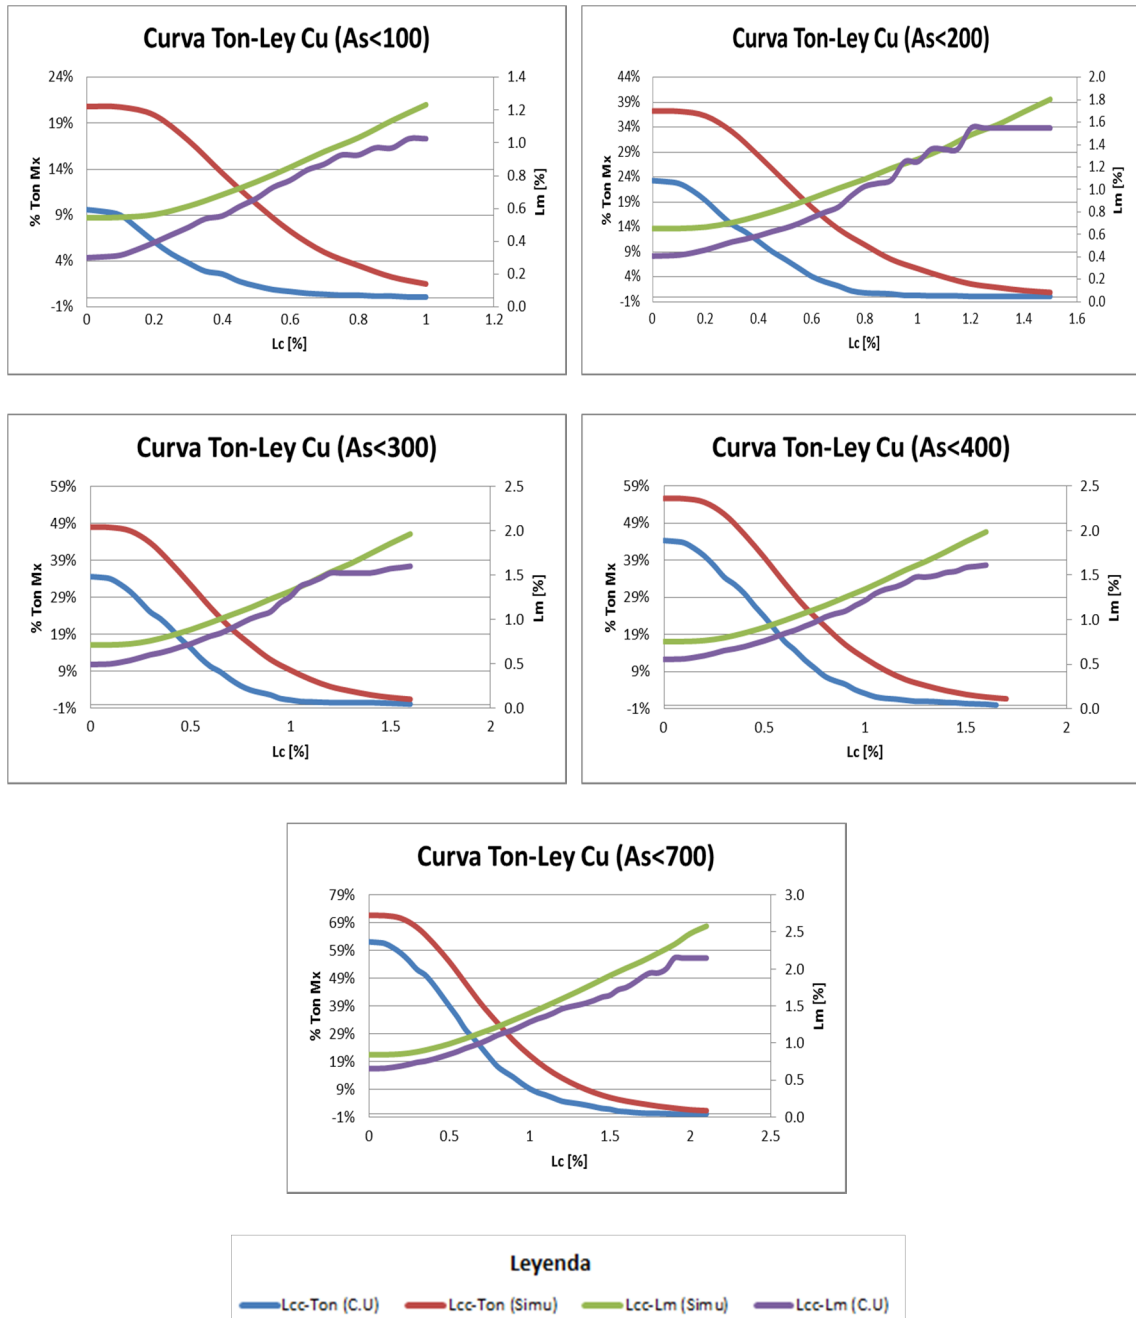 Curva Ton-Ley Cu (As<100)
24%
19%
14%
9%
4%
-1%
% Ton Mx
1.4
1.2
1.0
0.8
0.6
0.4
0.2
0.0
Lm [%]
0 0.2 0.4 0.6 0.8 1 1.2
Lc [%]
Curva Ton-Ley Cu (As<200)
44%
39%
34%
29%
24%
19%
14%
9%
4%
-1%
% Ton Mx
2.0
1.8
1.6
1.4
1.2
1.0
0.8
0.6
0.4
0.2
0.0
Lm [%]
0 0.2 0.4 0.6 0.8 1 1.2 1.4 1.6
Lc [%]
Curva Ton-Ley Cu (As<300)
59%
49%
39%
29%
19%
9%
-1%
% Ton Mx
2.5
2.0
1.5
1.0
0.5
0.0
Lm [%]
0 0.5 1 1.5 2
Lc [%]
Curva Ton-Ley Cu (As<400)
59%
49%
39%
29%
19%
9%
-1%
% Ton Mx
2.5
2.0
1.5
1.0
0.5
0.0
Lm [%]
0 0.5 1 1.5 2
Lc [%]
Curva Ton-Ley Cu (As<700)
79%
69%
59%
49%
39%
29%
19%
9%
-1%
% Ton Mx
3.0
2.5
2.0
1.5
1.0
0.5
0.0
Lm [%]
0 0.5 1 1.5 2 2.5
Lc [%]
Leyenda
Lcc-Ton (C.U) Lcc-Ton (Simu) Lcc-Lm (Simu) Lcc-Lm (C.U)